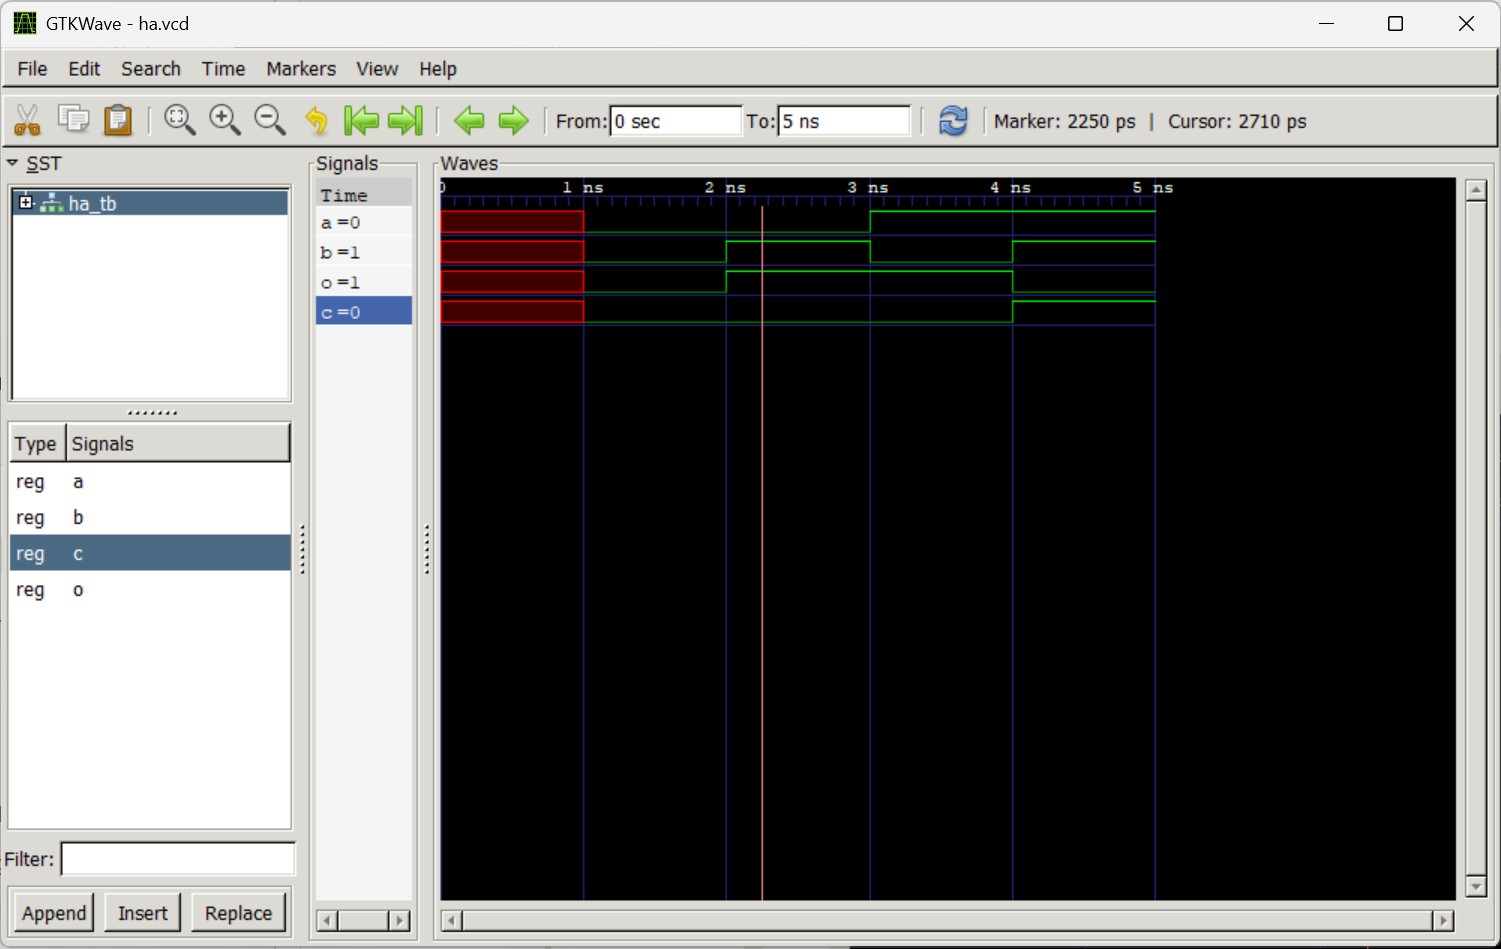 GTKWave - ha.vcd
File Edit Search Time Markers View Help
From: 0 sec To: 5 ns Marker: 2250 ps | Cursor: 2710 ps
SST
ha_tb
Type Signals
reg a
reg b
reg c
reg o
Filter:
Append Insert Replace
Signals
Time
a =0
b =1
o =1
c =0
Waves
0 1 ns 2 ns 3 ns 4 ns 5 ns